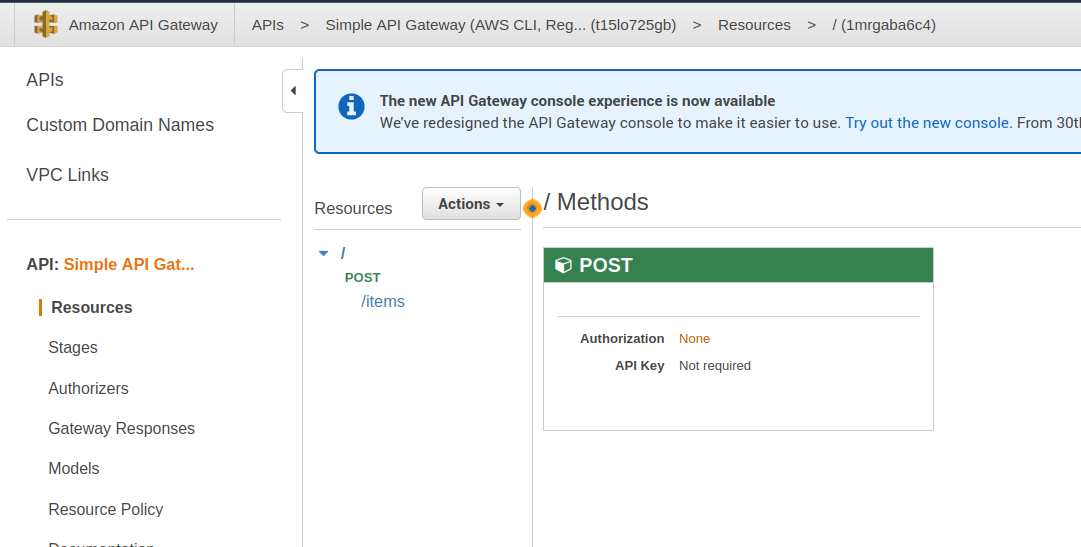 Amazon API Gateway APIs > Simple API Gateway (AWS CLI, Reg... (t15lo725gb) > Resources > / (1mrgaba6c4)
APIs
Custom Domain Names
VPC Links
API: Simple API Gat...
Resources
Stages
Authorizers
Gateway Responses
Models
Resource Policy
Documentation
The new API Gateway console experience is now available
We've redesigned the API Gateway console to make it easier to use. Try out the new console. From 30th
Resources Actions
/
POST
/items
/ Methods
POST
Authorization None
API Key Not required